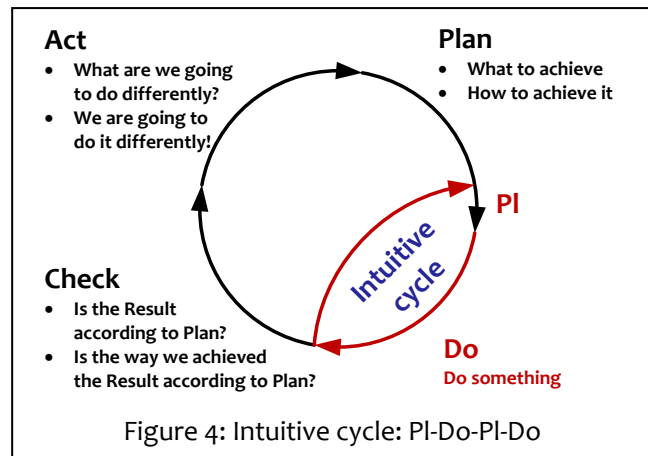 Act
• What are we going
to do differently?
• We are going to
do it differently!
Plan
• What to achieve
• How to achieve it
Pl
Intuitive
cycle
Check
• Is the Result
according to Plan?
• Is the way we achieved
the Result according to Plan?
Do
Do something
Figure 4: Intuitive cycle: Pl-Do-Pl-Do